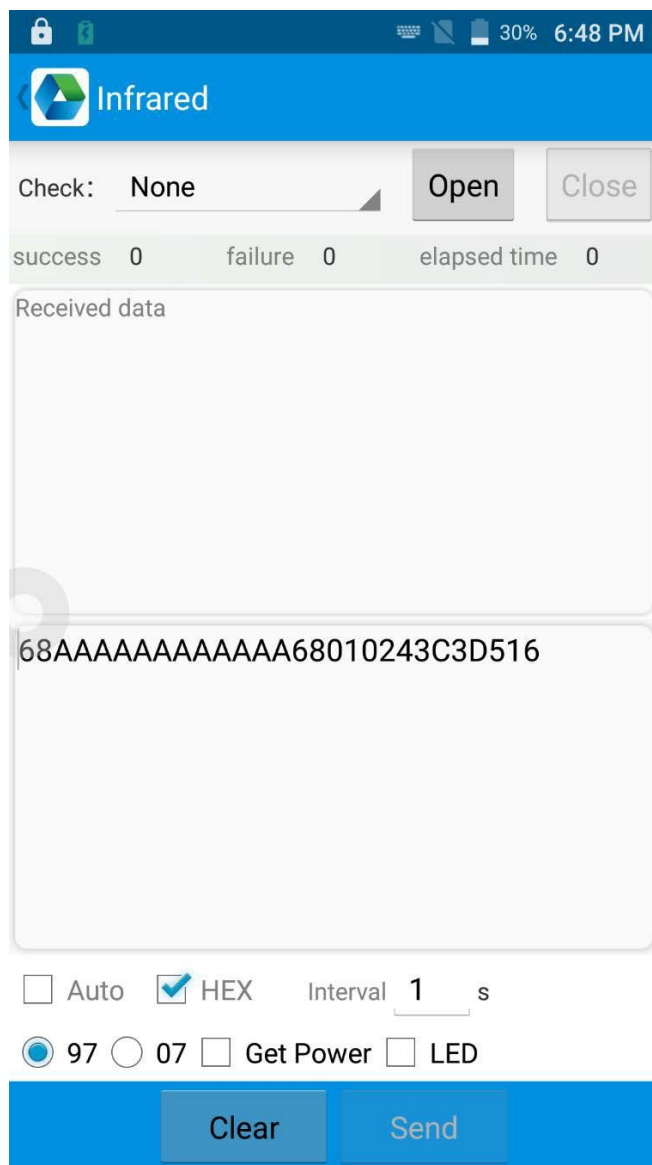 30% 6:48 PM
Infrared
Check: None Open Close
success 0 failure 0 elapsed time 0
Received data
68AAAAAAAAAAAA68010243C3D516
Auto HEX Interval 1 s
97 07 Get Power LED
Clear Send